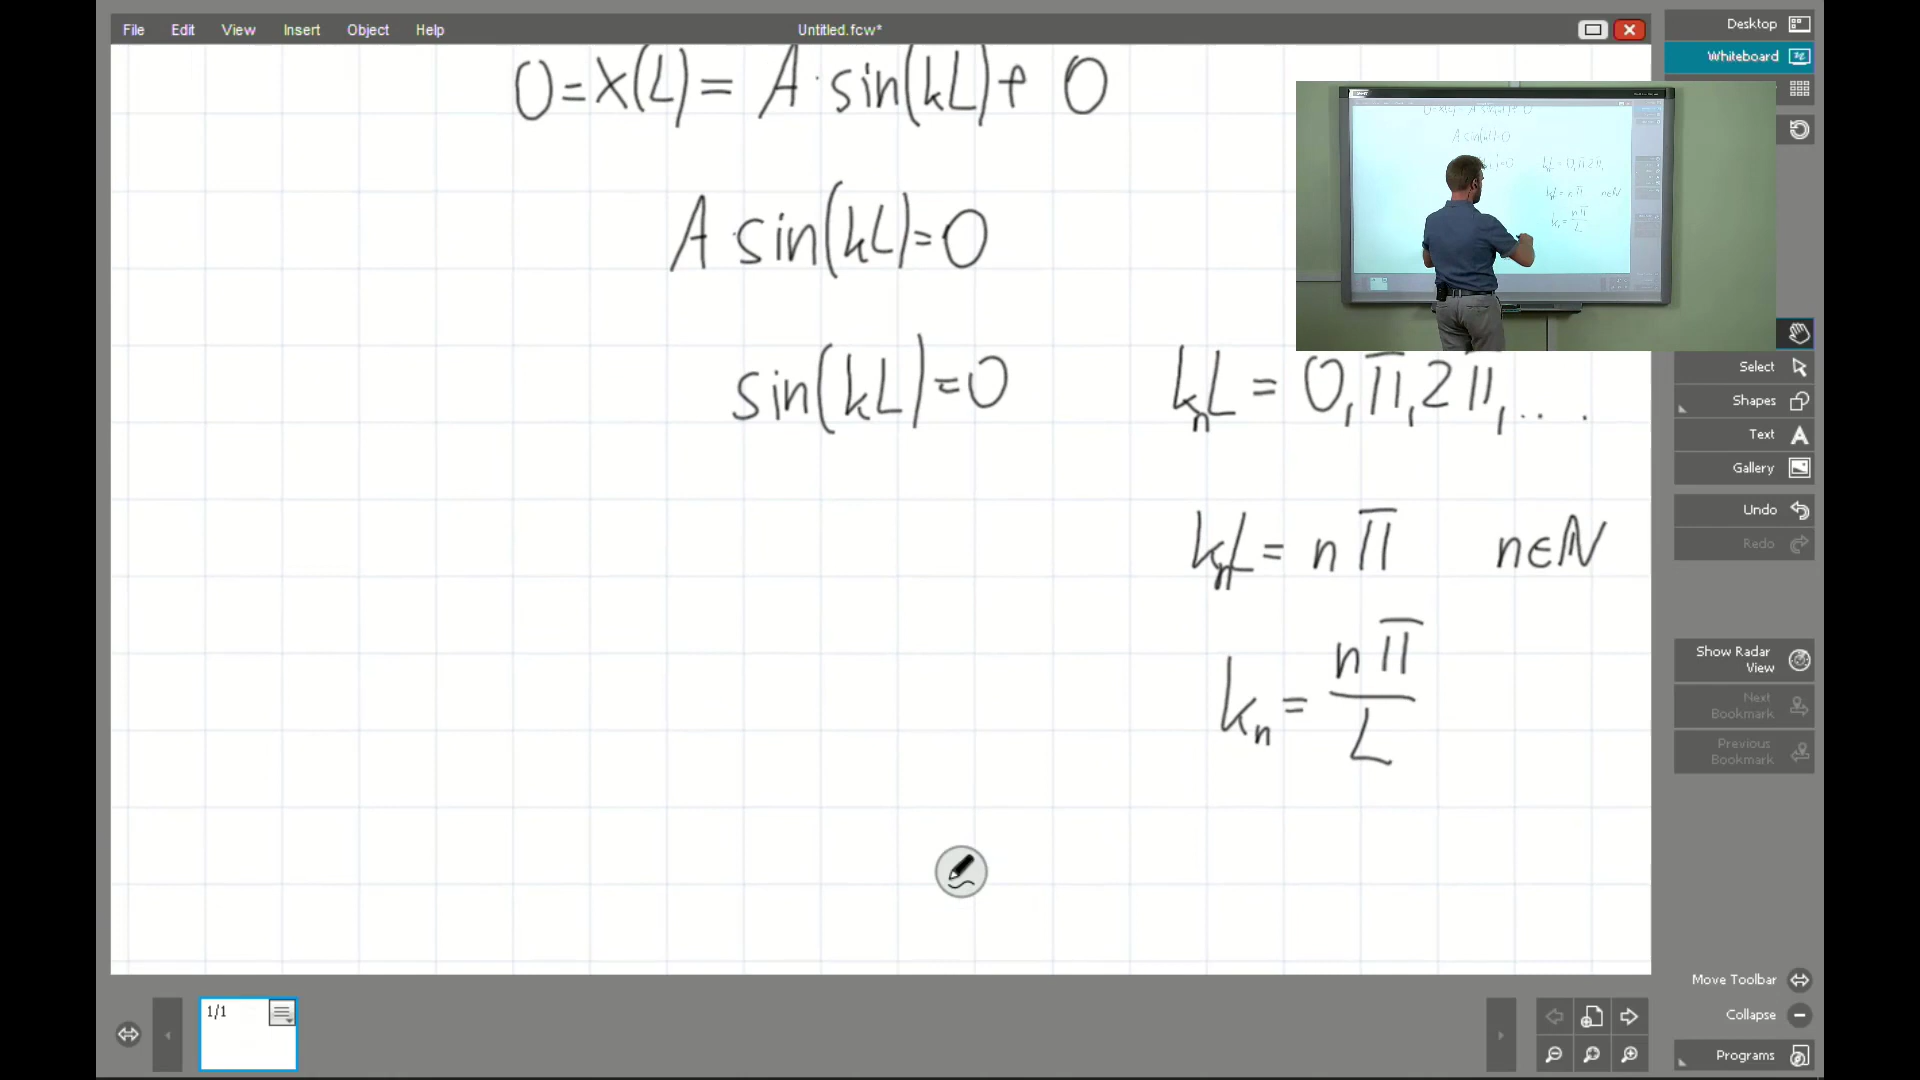 File Edit View Insert Object Help Untitled.fcw*
Desktop
Whiteboard
0=X(L)= A·sin(kL)+ 0
A·sin(kL)=0
sin(kL)=0 kₙL = 0,π,2π,....
kₙL= nπ n∈ℕ
kₙ= nπ/L
Select
Shapes
Text
Gallery
Undo
Redo
Show Radar
View
Next
Bookmark
Previous
Bookmark
Move Toolbar
Collapse
Programs
1/1